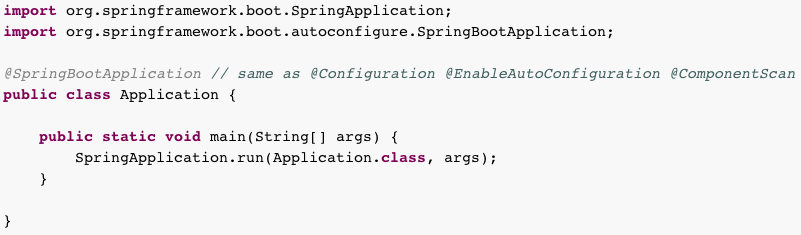 import org.springframework.boot.SpringApplication;
import org.springframework.boot.autoconfigure.SpringBootApplication;
@SpringBootApplication // same as @Configuration @EnableAutoConfiguration @ComponentScan
public class Application {
    public static void main(String[] args) {
        SpringApplication.run(Application.class, args);
    }
}